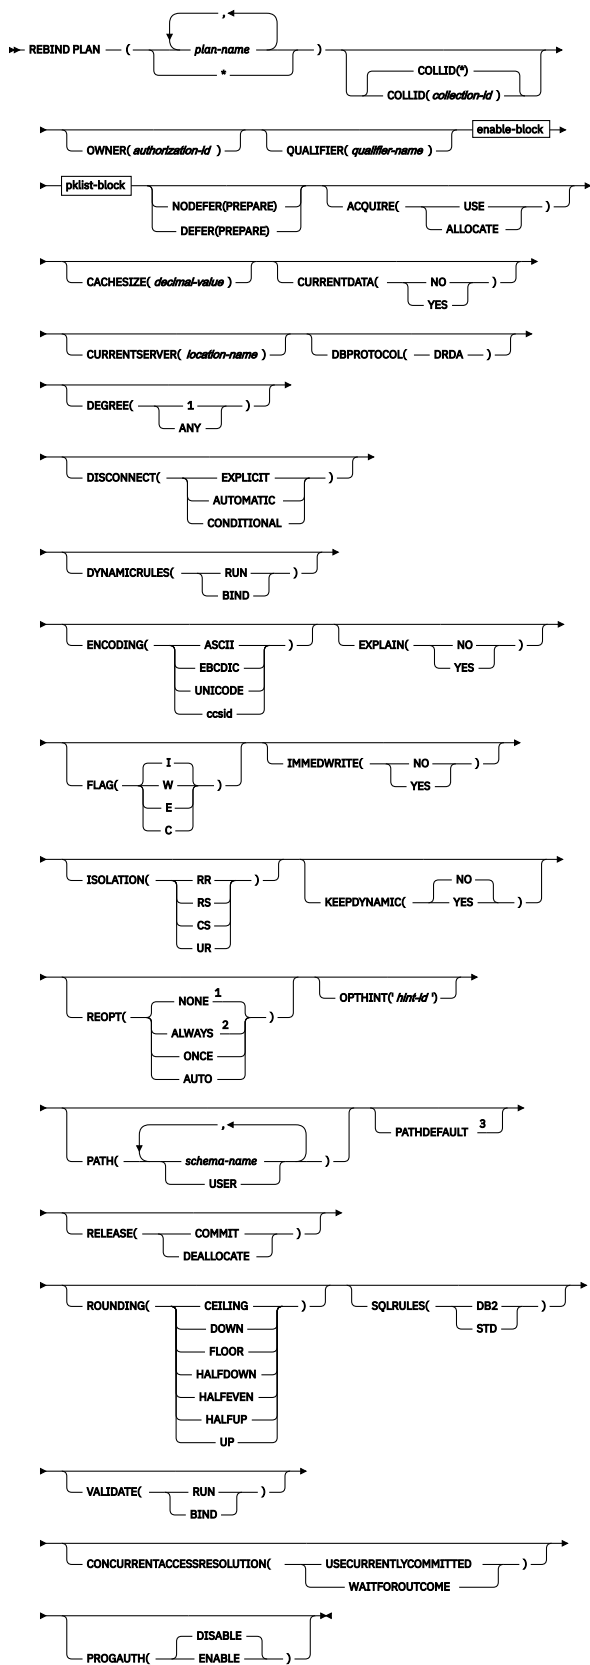 ,
REBIND PLAN ( plan-name )
*
COLLID(*)
COLLID( collection-id )
OWNER( authorization-id ) QUALIFIER( qualifier-name ) enable-block
pklist-block
NODEFER(PREPARE) ACQUIRE( USE )
DEFER(PREPARE) ALLOCATE
CACHESIZE( decimal-value ) CURRENTDATA( NO )
YES
CURRENTSERVER( location-name ) DBPROTOCOL( DRDA )
DEGREE( 1 )
ANY
DISCONNECT( EXPLICIT )
AUTOMATIC
CONDITIONAL
DYNAMICRULES( RUN )
BIND
ENCODING( ASCII ) EXPLAIN( NO )
EBCDIC YES
UNICODE
ccsid
I
FLAG( W ) IMMEDWRITE( NO )
E YES
C
ISOLATION( RR )
RS
CS
UR
NO
KEEPDYNAMIC( YES )
NONE 1 OPTHINT(' hint-id ')
REOPT( )
ALWAYS 2
ONCE
AUTO
,
PATH( schema-name )
USER
PATHDEFAULT 3
RELEASE( COMMIT )
DEALLOCATE
ROUNDING( CEILING ) SQLRULES( DB2 )
DOWN STD
FLOOR
HALFDOWN
HALFEVEN
HALFUP
UP
VALIDATE( RUN )
BIND
CONCURRENTACCESSRESOLUTION( USECURRENTLYCOMMITTED )
WAITFOROUTCOME
DISABLE
PROGAUTH( ENABLE )